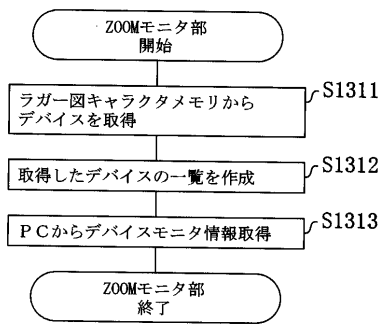 ZOOMモニタ部
開始
ラガー図キャラクタメモリから
デバイスを取得
S1311
取得したデバイスの一覧を作成
S1312
PCからデバイスモニタ情報取得
S1313
ZOOMモニタ部
終了